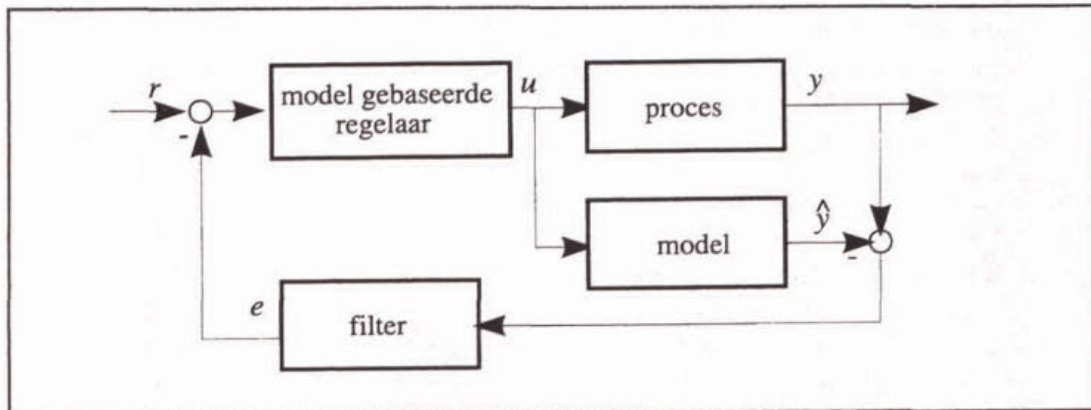 r
-
model gebaseerde
regelaar
u
proces
y
model
ŷ
-
e
filter